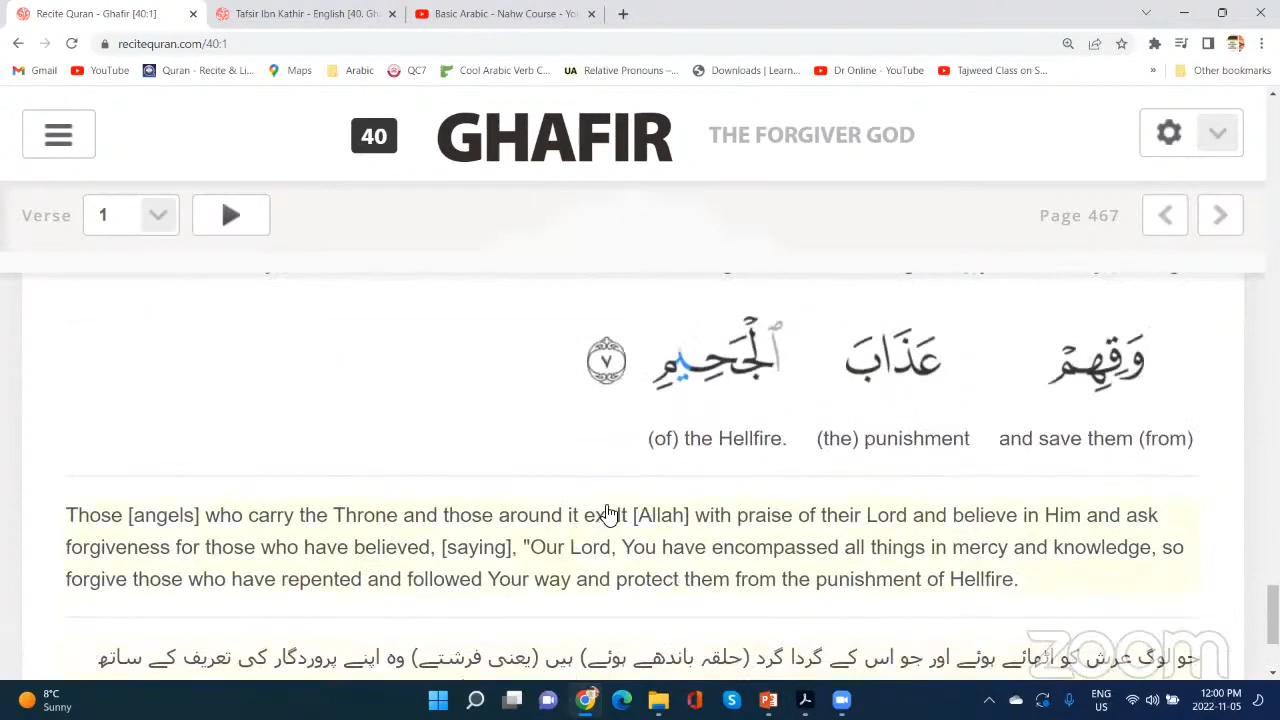 Recite Quran - Ghafir [40:1]
Tafsir Ibn Kathir - English [40. Gh
Basic Arabic - Nahw Course - Yo
recitequran.com/40:1
Gmail
YouTube
Quran - Recite & Li...
Maps
Arabic
QC7
Cool Arabic Verb C...
UA Relative Pronouns –...
Downloads | Learn...
Dr Online - YouTube
Tajweed Class on S...
»
Other bookmarks
40 GHAFIR THE FORGIVER GOD
Verse 1
Page 467
وَقِهِمْ عَذَابَ ٱلْجَحِيمِ ٧
(of) the Hellfire. (the) punishment and save them (from)
Those [angels] who carry the Throne and those around it exalt [Allah] with praise of their Lord and believe in Him and ask
forgiveness for those who have believed, [saying], "Our Lord, You have encompassed all things in mercy and knowledge, so
forgive those who have repented and followed Your way and protect them from the punishment of Hellfire.
جو لوگ عرش کو اٹھائے ہوئے اور جو اس کے گردا گرد (حلقہ باندھے ہوئے) ہیں (یعنی فرشتے) وہ اپنے پروردگار کی تعریف کے ساتھ
zoom
8°C
Sunny
ENG
US
12:00 PM
2022-11-05